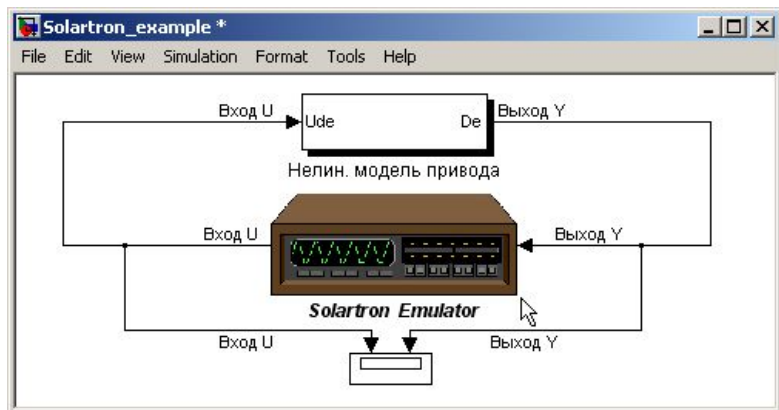 Solartron_example *
File Edit View Simulation Format Tools Help
Вход U
Выход Y
Ude
De
Нелин. модель привода
Вход U
Выход Y
Solartron Emulator
Вход U
Выход Y